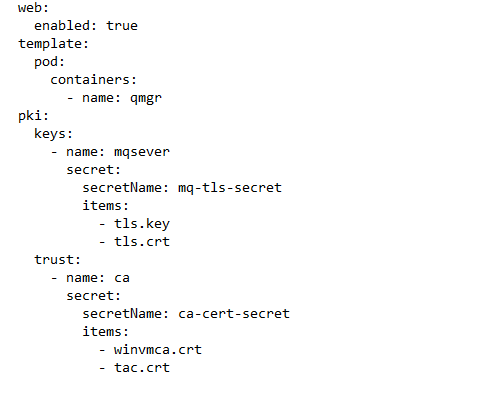 web:
  enabled: true
template:
  pod:
    containers:
      - name: qmgr
pki:
  keys:
    - name: mqsever
      secret:
        secretName: mq-tls-secret
        items:
          - tls.key
          - tls.crt
  trust:
    - name: ca
      secret:
        secretName: ca-cert-secret
        items:
          - winvmca.crt
          - tac.crt